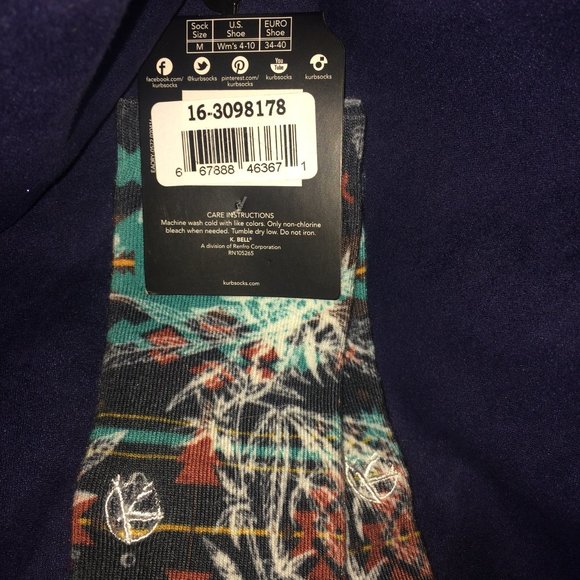 Sock Size U.S. Shoe EURO Shoe
M Wm's 4-10 34-40
facebook.com/kurbsocks @kurbsocks pinterest.com/kurbsocks You Tube kurbsocks kurbsocks
16-3098178
6 67888 46367 1
CARE INSTRUCTIONS
Machine wash cold with like colors. Only non-chlorine
bleach when needed. Tumble dry low. Do not iron.
K. BELL®
A division of Renfro Corporation
RN105265
kurbsocks.com